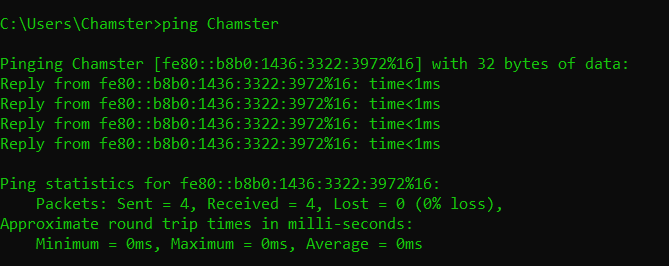 C:\Users\Chamster>ping Chamster
Pinging Chamster [fe80::b8b0:1436:3322:3972%16] with 32 bytes of data:
Reply from fe80::b8b0:1436:3322:3972%16: time<1ms
Reply from fe80::b8b0:1436:3322:3972%16: time<1ms
Reply from fe80::b8b0:1436:3322:3972%16: time<1ms
Reply from fe80::b8b0:1436:3322:3972%16: time<1ms
Ping statistics for fe80::b8b0:1436:3322:3972%16:
    Packets: Sent = 4, Received = 4, Lost = 0 (0% loss),
Approximate round trip times in milli-seconds:
    Minimum = 0ms, Maximum = 0ms, Average = 0ms